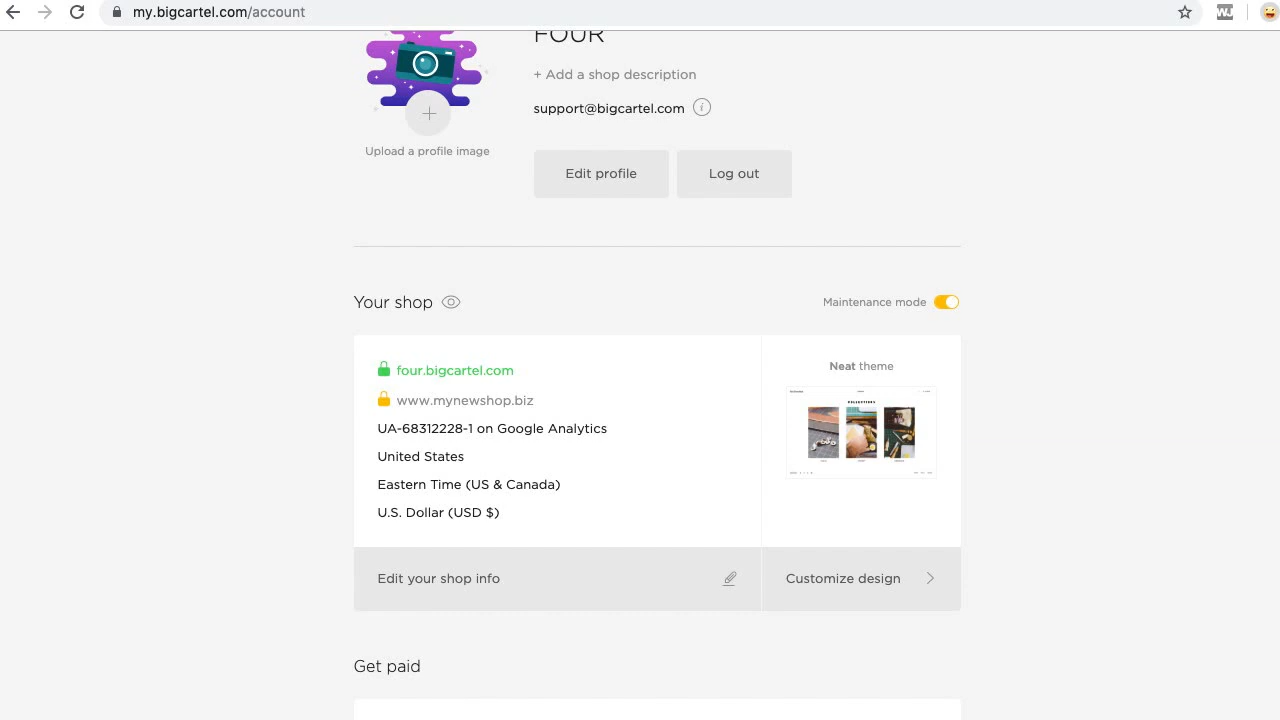 my.bigcartel.com/account
WJ
FOUR
+ Add a shop description
support@bigcartel.com
Upload a profile image
Edit profile
Log out
Your shop
Maintenance mode
four.bigcartel.com
www.mynewshop.biz
UA-68312228-1 on Google Analytics
United States
Eastern Time (US & Canada)
U.S. Dollar (USD $)
Neat theme
Edit your shop info
Customize design
Get paid